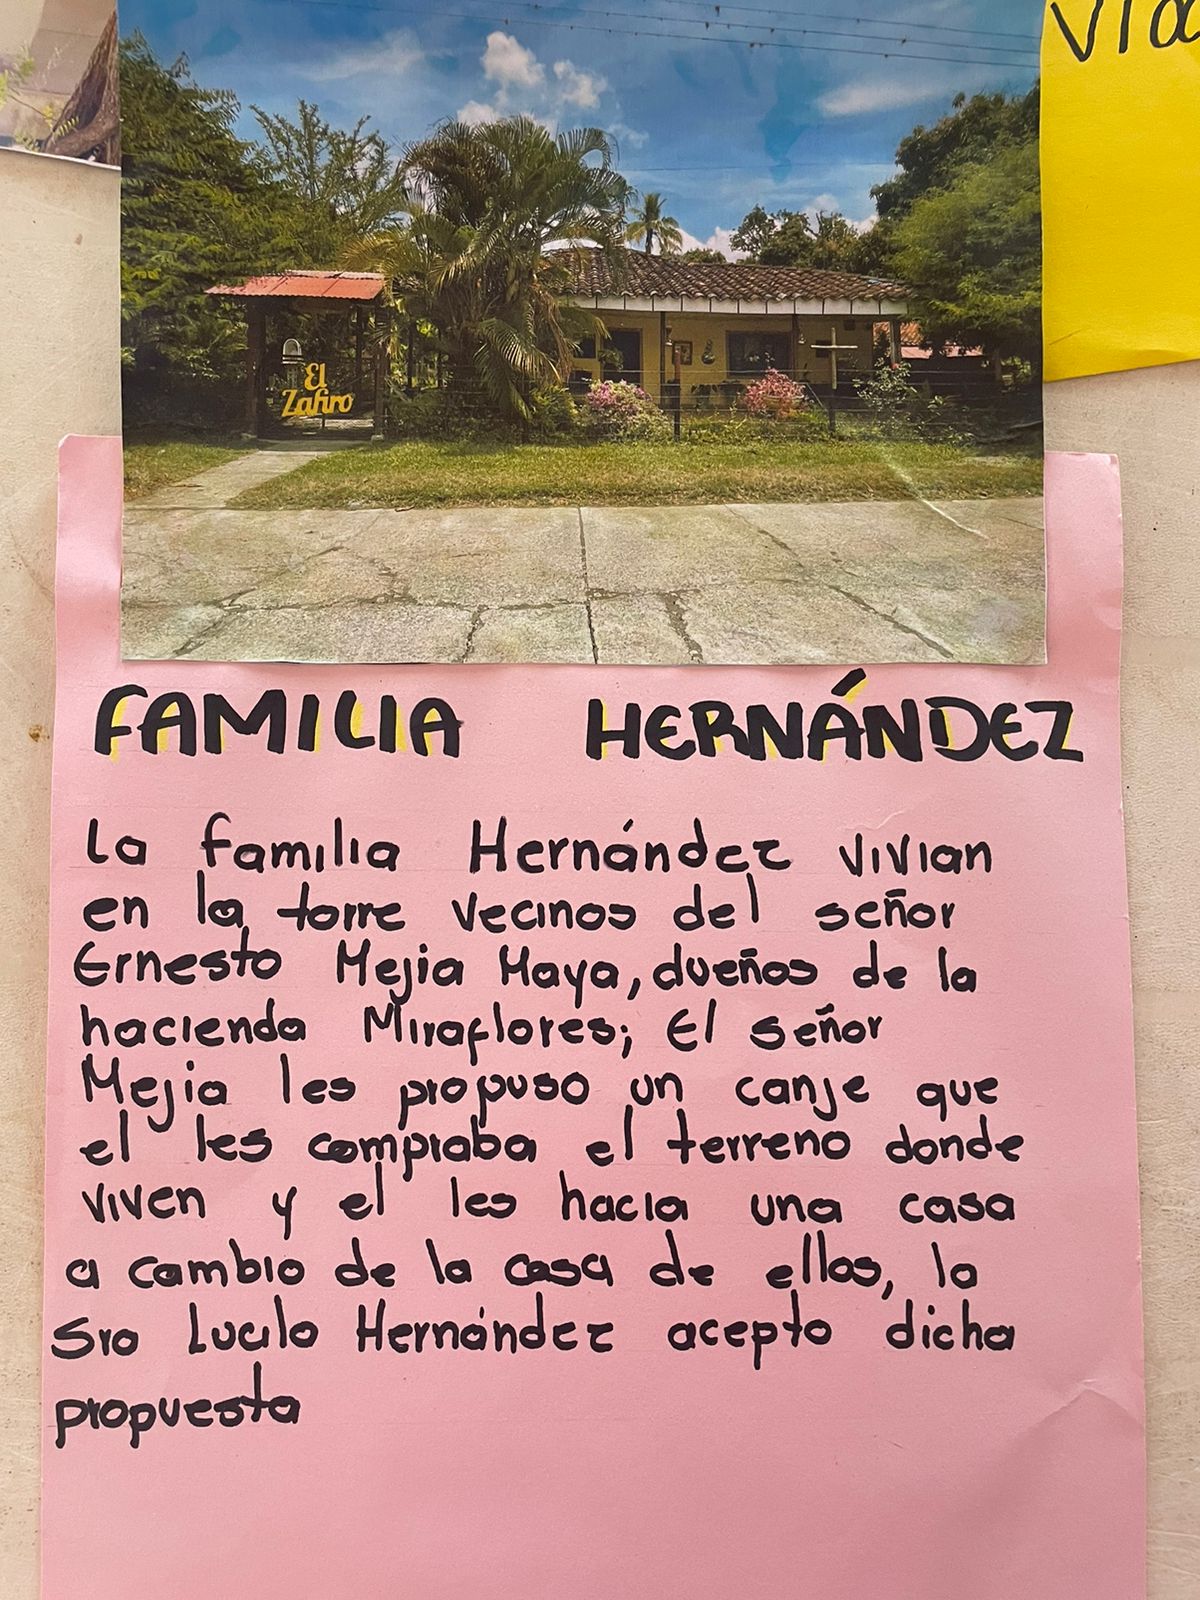 Via
El
Zafiro
FAMILIA HERNÁNDEZ
La familia Hernández vivian
en la torre vecinos del señor
Ernesto Mejia Maya, dueños de la
hacienda Miraflores; El señor
Mejia les propuso un canje que
el les compraba el terreno donde
viven y el les hacia una casa
a cambio de la casa de ellos, la
Sra Lucila Hernández acepto dicha
propuesta